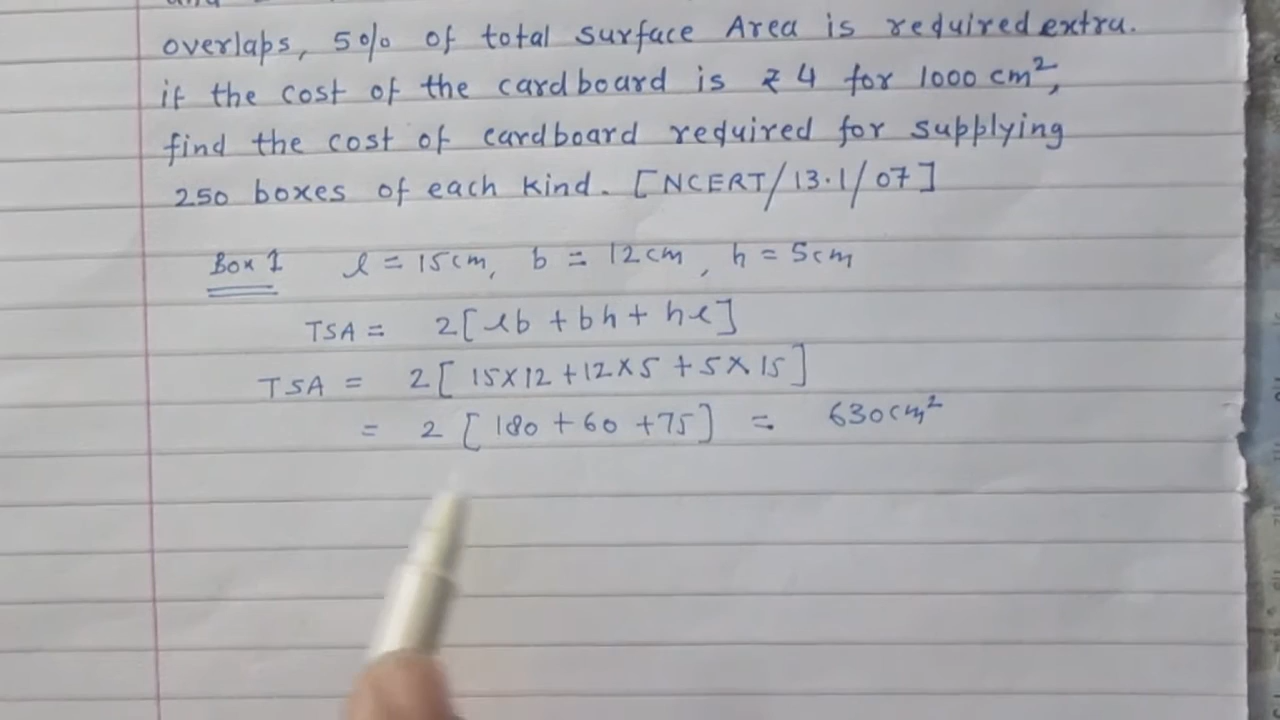 overlaps, 5% of total surface Area is required extra.
if the cost of the cardboard is ₹ 4 for 1000 cm²,
find the cost of cardboard required for supplying
250 boxes of each kind. [NCERT/13.1/07]
Box 1 l = 15cm, b = 12cm, h = 5cm
TSA = 2[lb + bh + hl]
TSA = 2[15×12+12×5+5×15]
= 2[180+60+75] = 630cm²